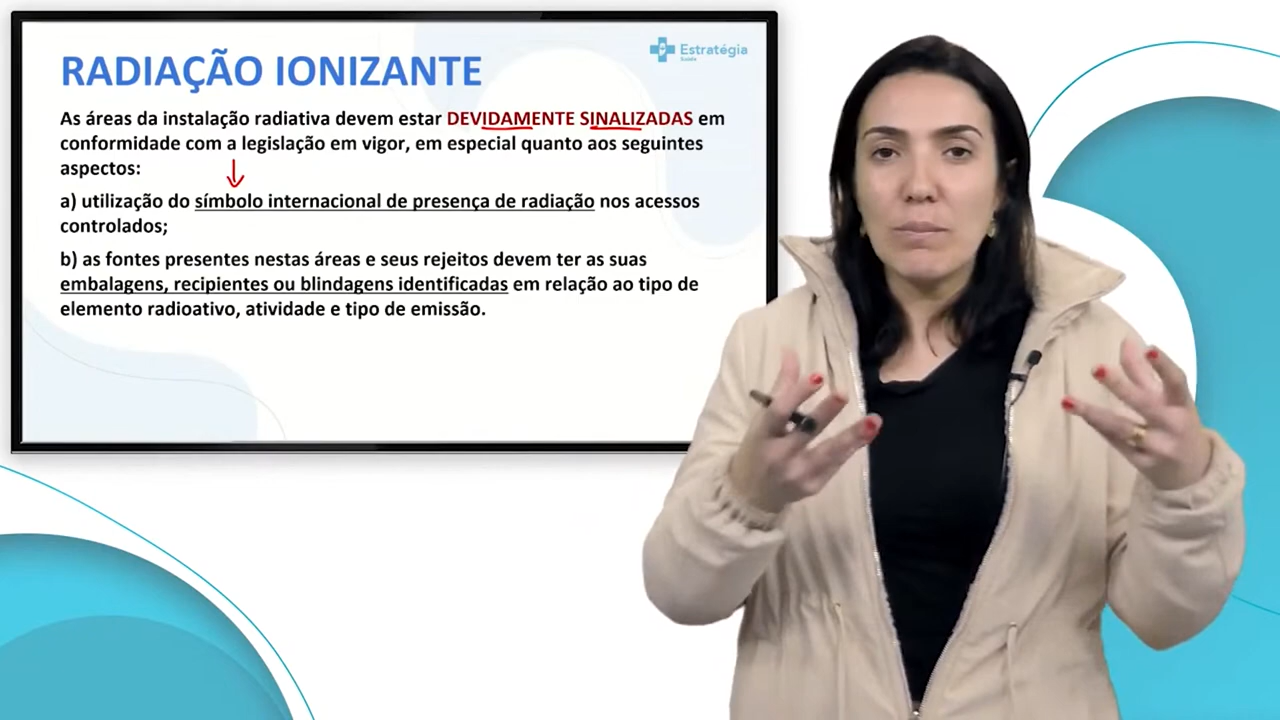 RADIAÇÃO IONIZANTE
Estratégia
Saúde
As áreas da instalação radiativa devem estar DEVIDAMENTE SINALIZADAS em
conformidade com a legislação em vigor, em especial quanto aos seguintes
aspectos:
a) utilização do símbolo internacional de presença de radiação nos acessos
controlados;
b) as fontes presentes nestas áreas e seus rejeitos devem ter as suas
embalagens, recipientes ou blindagens identificadas em relação ao tipo de
elemento radioativo, atividade e tipo de emissão.